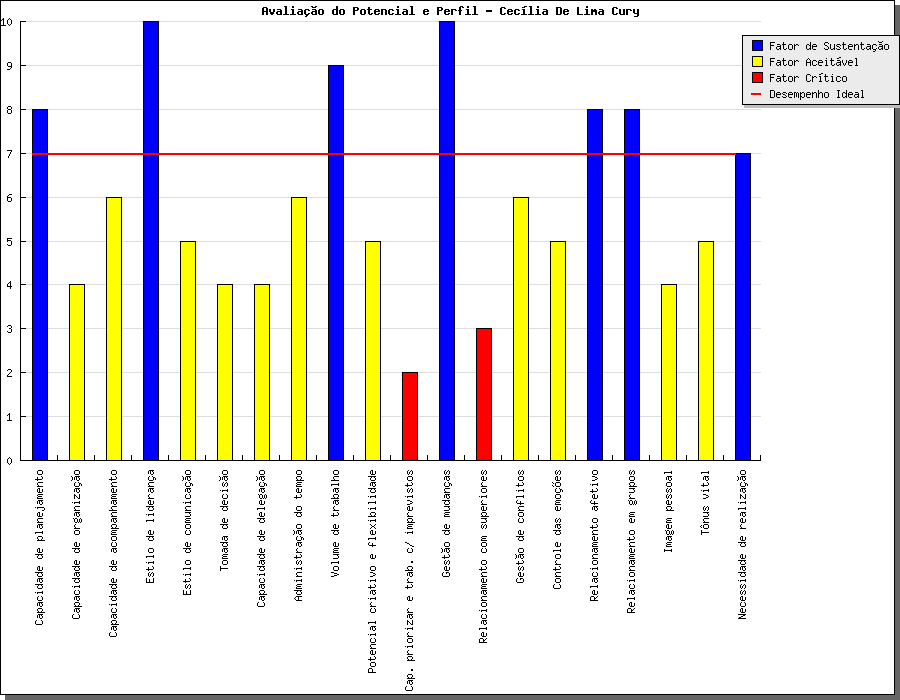 Avaliação do Potencial e Perfil - Cecília De Lima Cury
Fator de Sustentação
Fator Aceitável
Fator Crítico
Desempenho Ideal
10
9
8
7
6
5
4
3
2
1
0
Capacidade de planejamento
Capacidade de organização
Capacidade de acompanhamento
Estilo de liderança
Estilo de comunicação
Tomada de decisão
Capacidade de delegação
Administração do tempo
Volume de trabalho
Potencial criativo e flexibilidade
Cap. priorizar e trab. c/ imprevistos
Gestão de mudanças
Relacionamento com superiores
Gestão de conflitos
Controle das emoções
Relacionamento afetivo
Relacionamento em grupos
Imagem pessoal
Tônus vital
Necessidade de realização